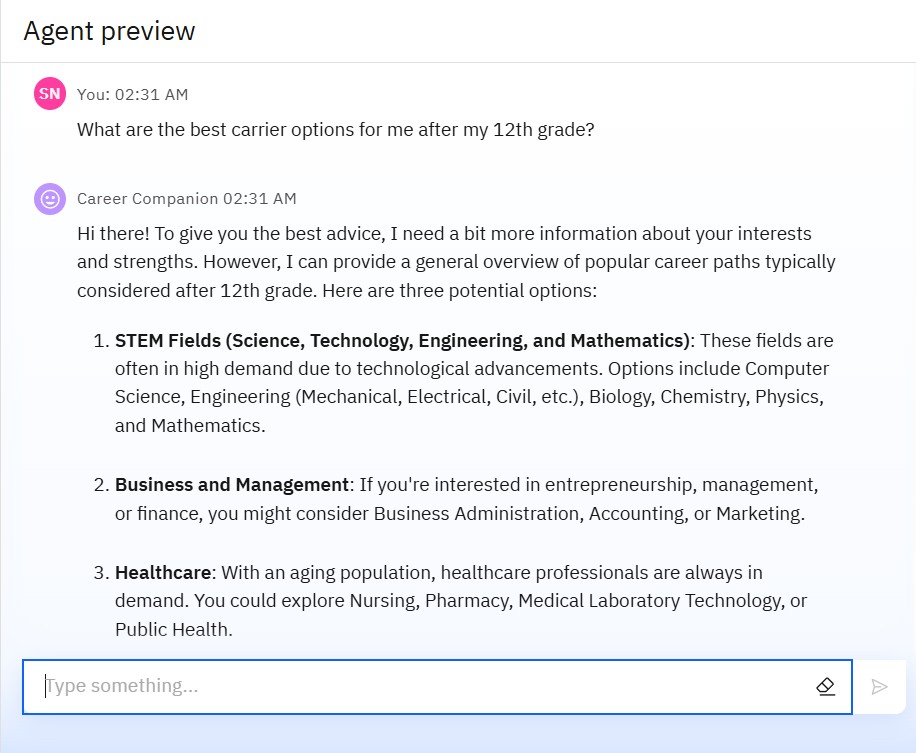 Agent preview
SN
You: 02:31 AM
What are the best carrier options for me after my 12th grade?
Career Companion 02:31 AM
Hi there! To give you the best advice, I need a bit more information about your interests
and strengths. However, I can provide a general overview of popular career paths typically
considered after 12th grade. Here are three potential options:
1. STEM Fields (Science, Technology, Engineering, and Mathematics): These fields are
often in high demand due to technological advancements. Options include Computer
Science, Engineering (Mechanical, Electrical, Civil, etc.), Biology, Chemistry, Physics,
and Mathematics.
2. Business and Management: If you're interested in entrepreneurship, management,
or finance, you might consider Business Administration, Accounting, or Marketing.
3. Healthcare: With an aging population, healthcare professionals are always in
demand. You could explore Nursing, Pharmacy, Medical Laboratory Technology, or
Public Health.
Type something...